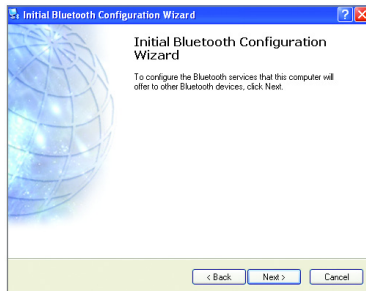 Initial Bluetooth Configuration Wizard
Initial Bluetooth Configuration
Wizard
To configure the Bluetooth services that this computer will
offer to other Bluetooth devices, click Next.
< Back
Next >
Cancel